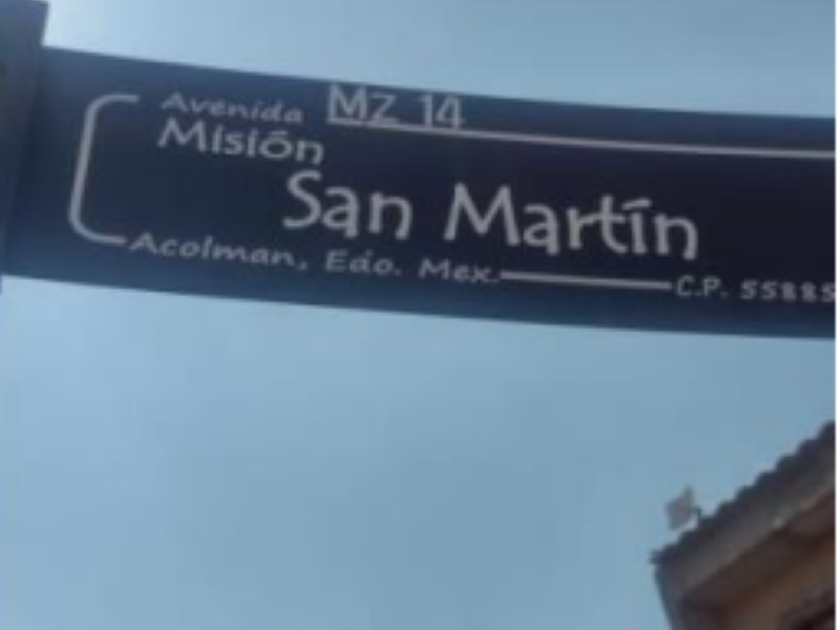 Avenida Mz 14
Misión
San Martín
Acolman, Edo. Mex. C.P. 55885